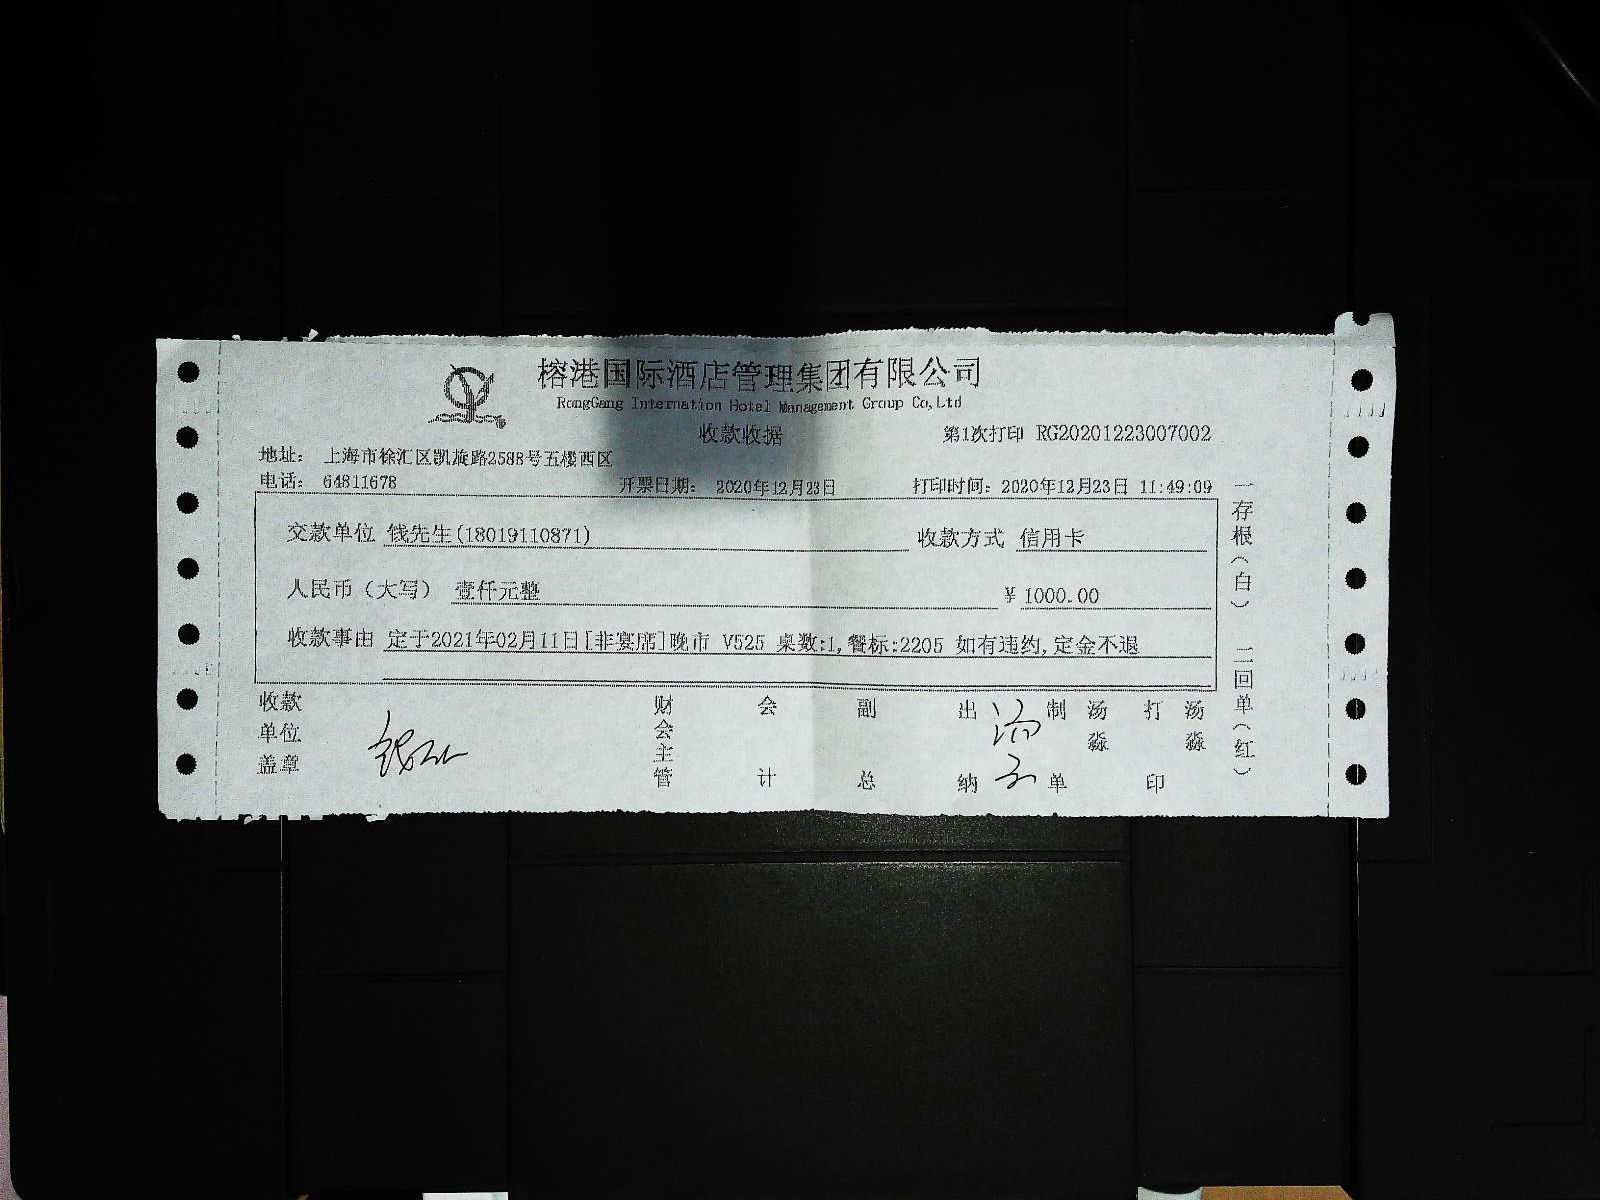 榕港国际酒店管理集团有限公司
RongGang Internation Hotel Management Group Co,Ltd
收款收据
第1次打印 RG20201223007002
地址： 上海市徐汇区凯旋路2588号五楼西区
电话： 64811678
开票日期： 2020年12月23日
打印时间：2020年12月23日 11:49:09
交款单位 钱先生(18019110871)
收款方式 信用卡
人民币（大写） 壹仟元整
¥ 1000.00
收款事由 定于2021年02月11日[非宴席]晚市 V525 桌数:1,餐标:2205 如有违约,定金不退
收款单位盖章
财会主管
会计
副总
出纳
制单 汤淼
打印 汤淼
一存根（白） 二回单（红）